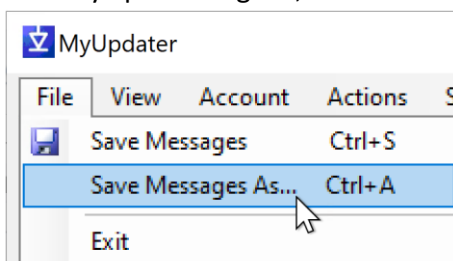 MyUpdater
File View Account Actions
Save Messages Ctrl+S
Save Messages As... Ctrl+A
Exit